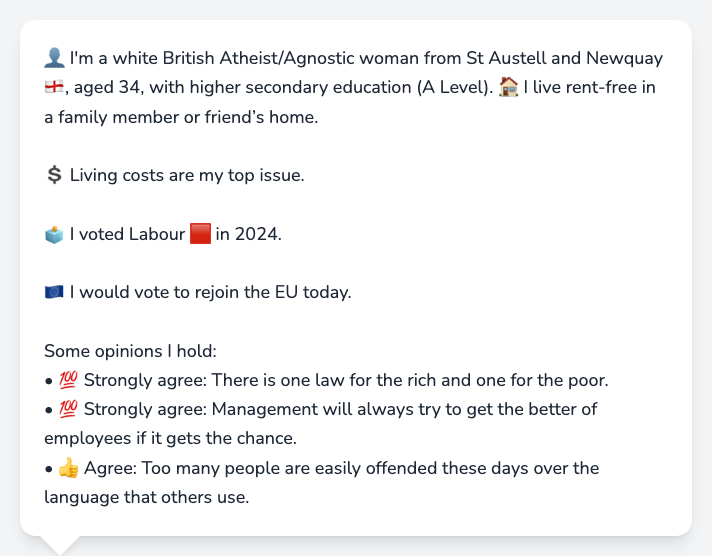 👤 I'm a white British Atheist/Agnostic woman from St Austell and Newquay
🏴󠁧󠁢󠁥󠁮󠁧󠁿, aged 34, with higher secondary education (A Level). 🏠 I live rent-free in
a family member or friend’s home.
💲 Living costs are my top issue.
🗳️ I voted Labour 🟥 in 2024.
🇪🇺 I would vote to rejoin the EU today.
Some opinions I hold:
• 💯 Strongly agree: There is one law for the rich and one for the poor.
• 💯 Strongly agree: Management will always try to get the better of
employees if it gets the chance.
• 👍 Agree: Too many people are easily offended these days over the
language that others use.